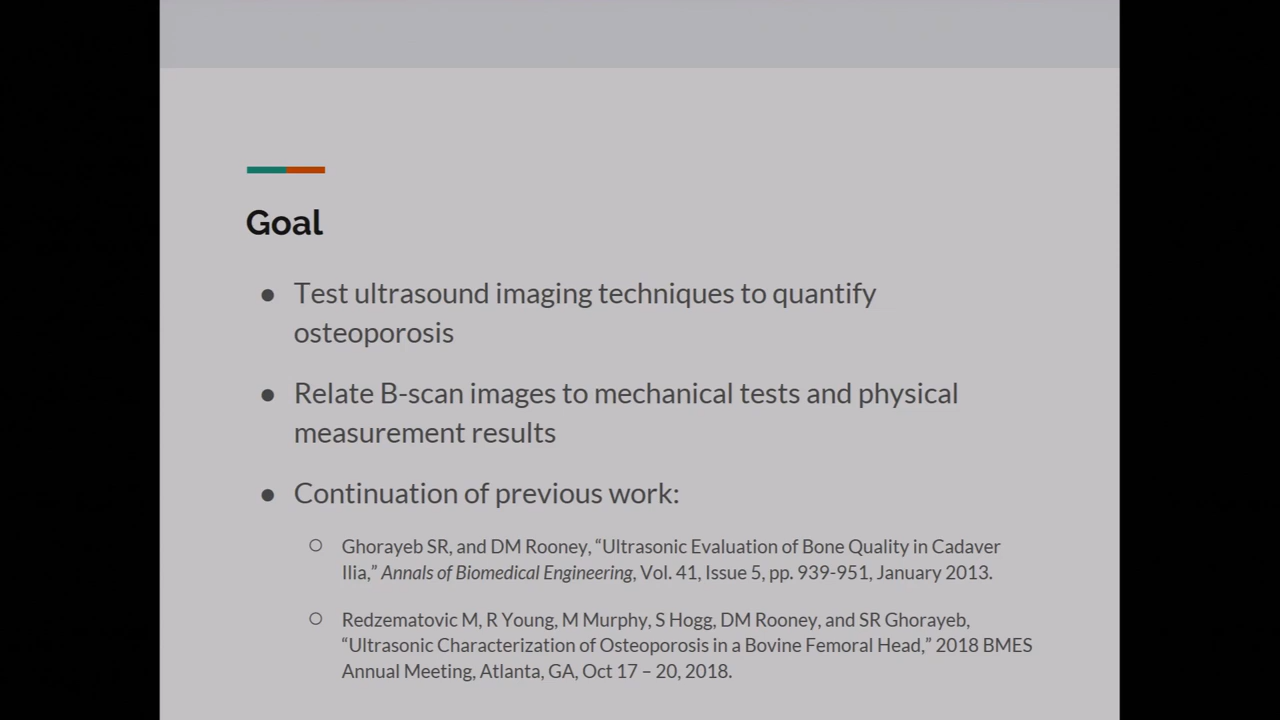 Goal
● Test ultrasound imaging techniques to quantify
osteoporosis
● Relate B-scan images to mechanical tests and physical
measurement results
● Continuation of previous work:
○ Ghorayeb SR, and DM Rooney, “Ultrasonic Evaluation of Bone Quality in Cadaver
Ilia,” Annals of Biomedical Engineering, Vol. 41, Issue 5, pp. 939-951, January 2013.
○ Redzematovic M, R Young, M Murphy, S Hogg, DM Rooney, and SR Ghorayeb,
“Ultrasonic Characterization of Osteoporosis in a Bovine Femoral Head,” 2018 BMES
Annual Meeting, Atlanta, GA, Oct 17 – 20, 2018.